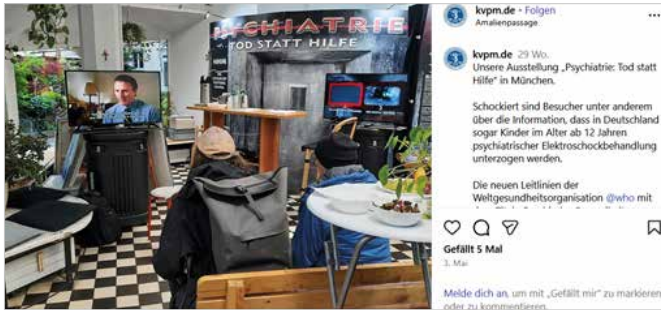 PSYCHIATRIE
TOD STATT HILFE
kvpm.de • Folgen
Amalienpassage
kvpm.de 29 Wo.
Unsere Ausstellung „Psychiatrie: Tod statt
Hilfe" in München.
Schockiert sind Besucher unter anderem
über die Information, dass in Deutschland
sogar Kinder im Alter ab 12 Jahren
psychiatrischer Elektroschockbehandlung
unterzogen werden.
Die neuen Leitlinien der
Weltgesundheitsorganisation @who mit
Gefällt 5 Mal
3. Mai
Melde dich an, um mit „Gefällt mir" zu markieren
oder zu kommentieren.